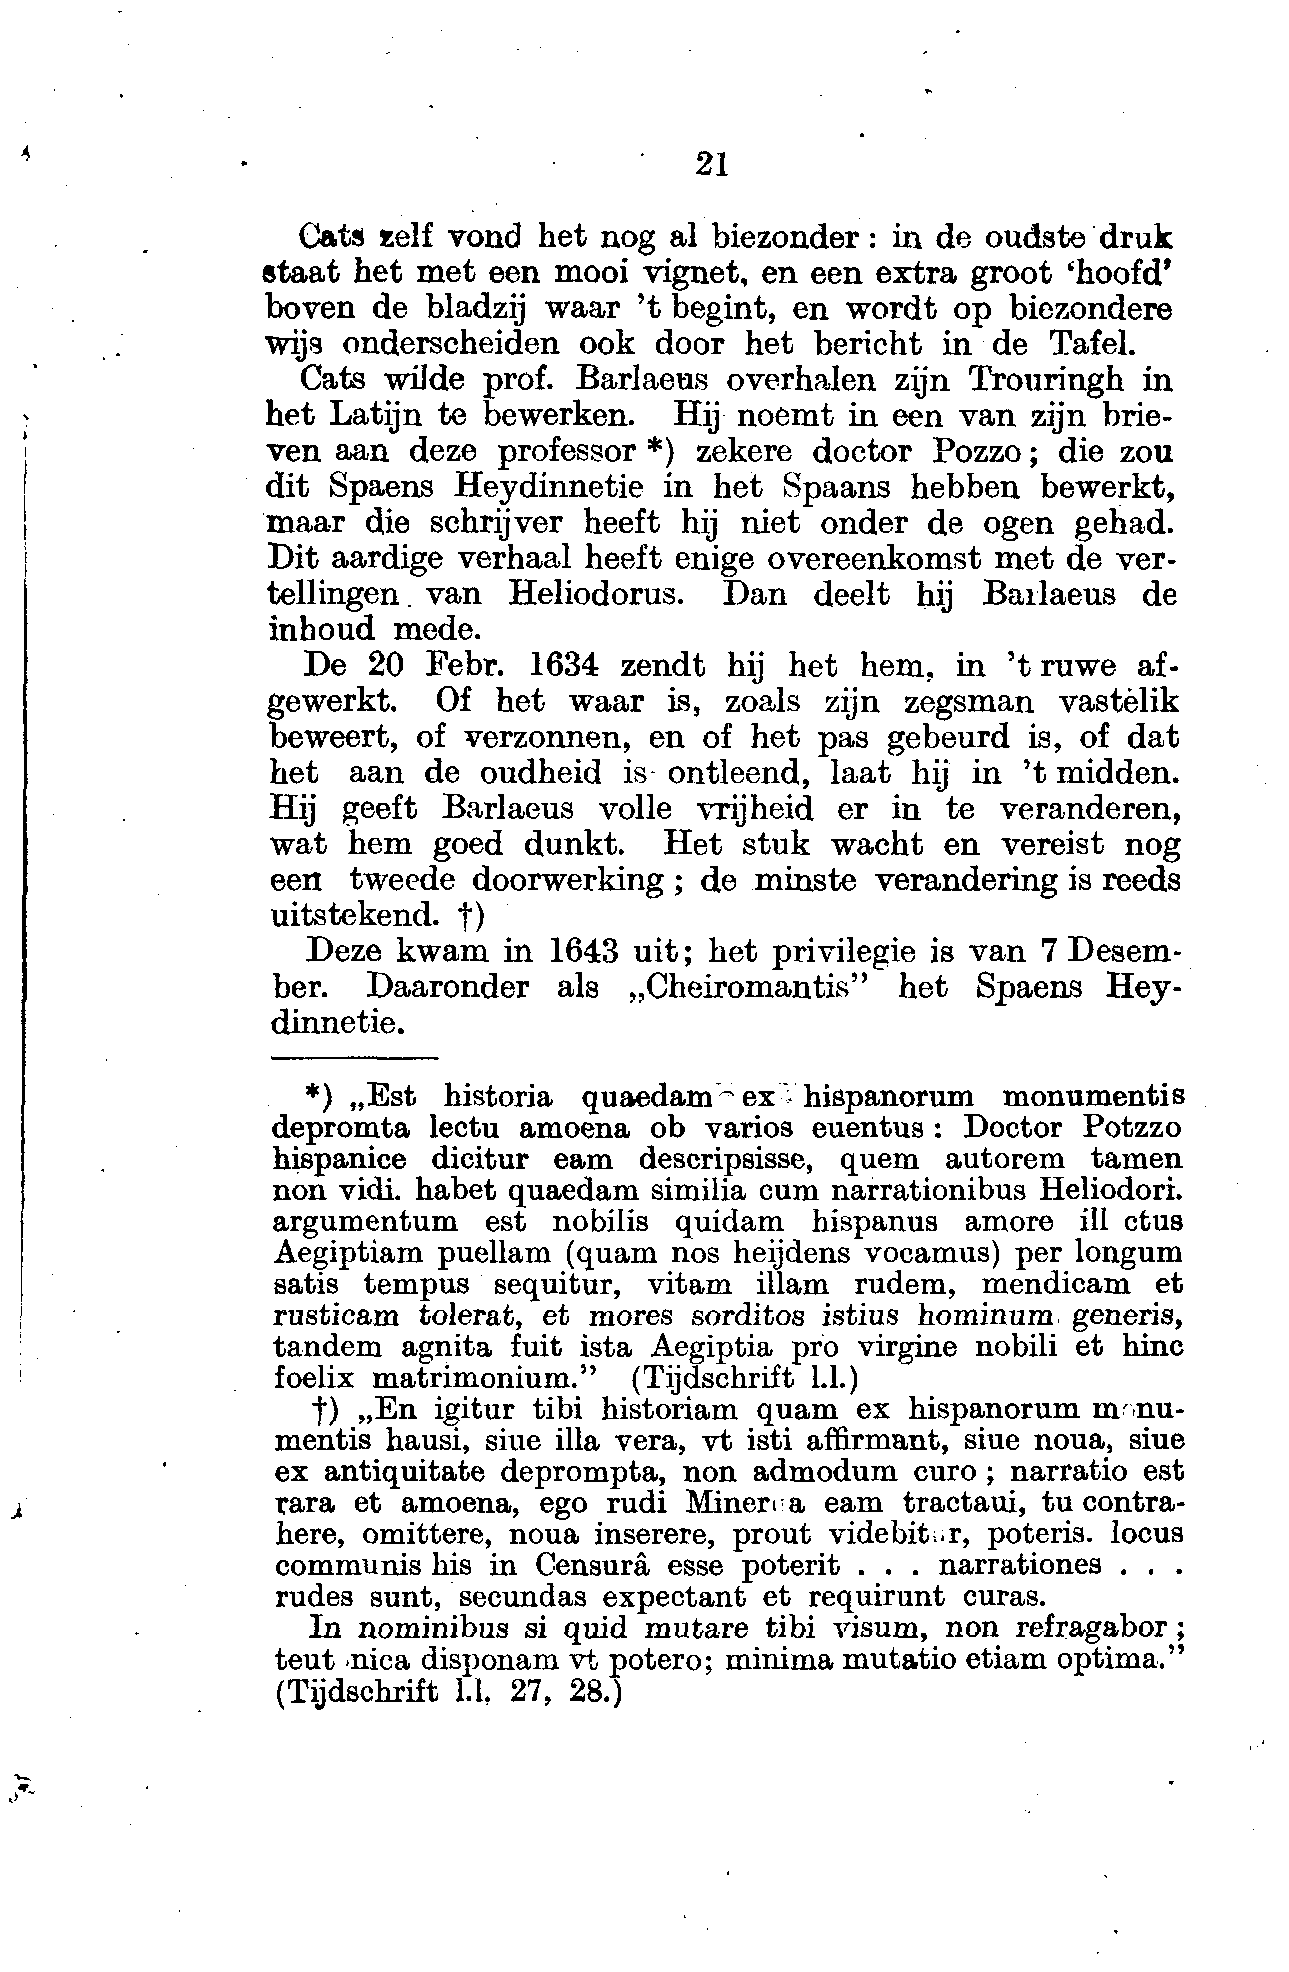 21
Cats zelf vond het nog al biezonder : in de oudste druk
staat het met een mooi vignet, en een extra groot ‘hoofd’
boven de bladzij waar ’t begint, en wordt op biezondere
wijs onderscheiden ook door het bericht in de Tafel.
Cats wilde prof. Barlaeus overhalen zijn Trouringh in
het Latijn te bewerken. Hij noemt in een van zijn brie-
ven aan deze professor *) zekere doctor Pozzo ; die zou
dit Spaens Heydinnetie in het Spaans hebben bewerkt,
maar die schrijver heeft hij niet onder de ogen gehad.
Dit aardige verhaal heeft enige overeenkomst met de ver-
tellingen van Heliodorus. Dan deelt hij Barlaeus de
inhoud mede.
De 20 Febr. 1634 zendt hij het hem, in ’t ruwe af-
gewerkt. Of het waar is, zoals zijn zegsman vastelik
beweert, of verzonnen, en of het pas gebeurd is, of dat
het aan de oudheid is ontleend, laat hij in ’t midden.
Hij geeft Barlaeus volle vrijheid er in te veranderen,
wat hem goed dunkt. Het stuk wacht en vereist nog
een tweede doorwerking ; de minste verandering is reeds
uitstekend. †)
Deze kwam in 1643 uit; het privilegie is van 7 Desem-
ber. Daaronder als „Cheiromantis” het Spaens Hey-
dinnetie.
*) „Est historia quaedam ex hispanorum monumentis
depromta lectu amoena ob varios euentus : Doctor Potzzo
hispanice dicitur eam descripsisse, quem autorem tamen
non vidi. habet quaedam similia cum narrationibus Heliodori.
argumentum est nobilis quidam hispanus amore ill ctus
Aegiptiam puellam (quam nos heijdens vocamus) per longum
satis tempus sequitur, vitam illam rudem, mendicam et
rusticam tolerat, et mores sorditos istius hominum generis,
tandem agnita fuit ista Aegiptia pro virgine nobili et hinc
foelix matrimonium.” (Tijdschrift l.l.)
†) „En igitur tibi historiam quam ex hispanorum monu-
mentis hausi, siue illa vera, vt isti affirmant, siue noua, siue
ex antiquitate deprompta, non admodum curo ; narratio est
rara et amoena, ego rudi Minerua eam tractaui, tu contra-
here, omittere, noua inserere, prout videbitur, poteris. locus
communis his in Censurâ esse poterit . . . narrationes . . .
rudes sunt, secundas expectant et requirunt curas.
In nominibus si quid mutare tibi visum, non refragabor ;
teut nica disponam vt potero; minima mutatio etiam optima.”
(Tijdschrift l.l. 27, 28.)